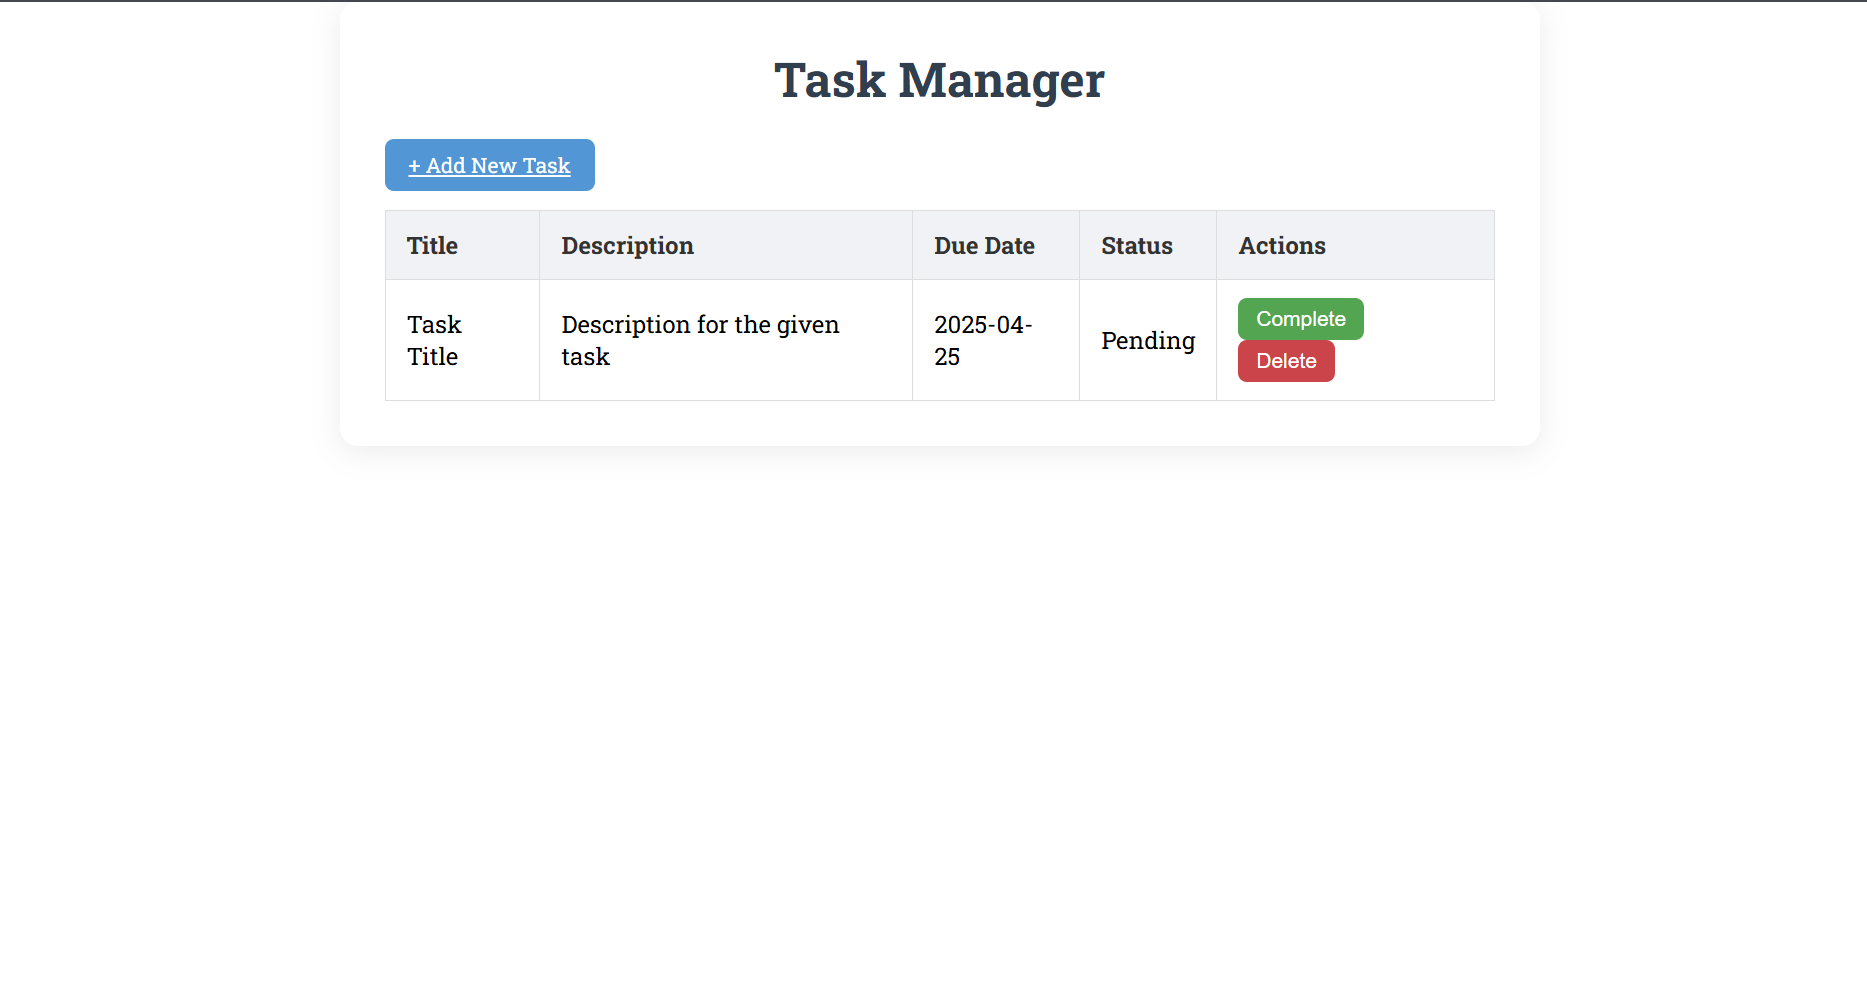 Task Manager
+ Add New Task
Title Description Due Date Status Actions
Task
Title
Description for the given
task
2025-04-
25
Pending
Complete
Delete